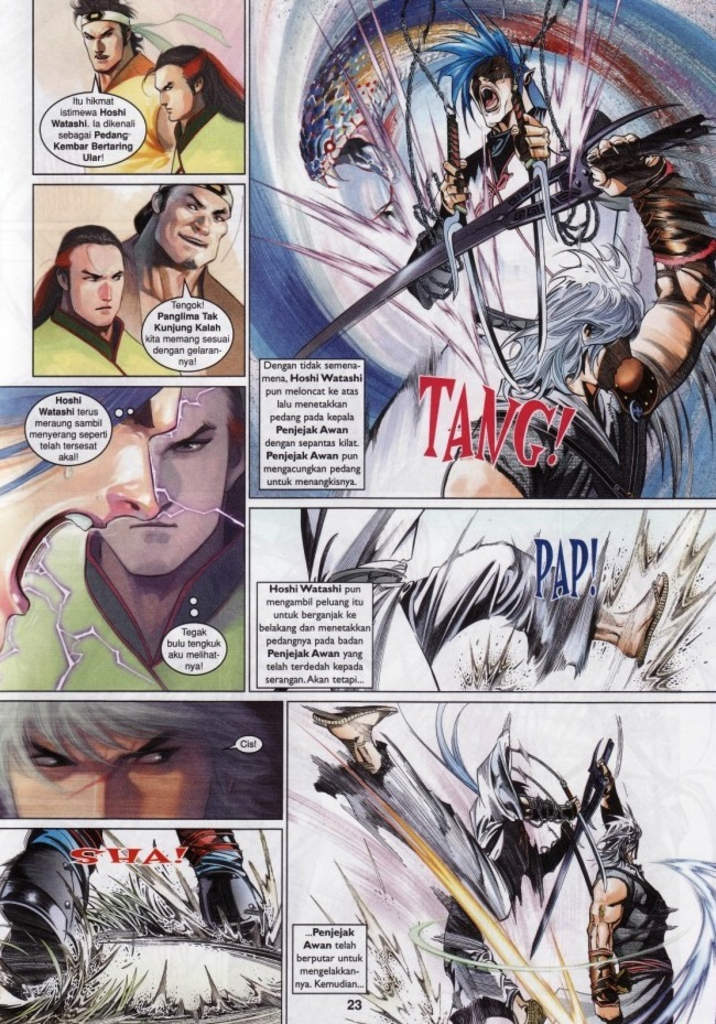 Itu hikmat
istimewa Hoshi
Watashi. Ia dikenali
sebagai Pedang
Kembar Bertaring
Ular!
Tengok!
Panglima Tak
Kunjung Kalah
kita memang sesuai
dengan gelaran-
nya!
Dengan tidak semena-
mena, Hoshi Watashi
pun meloncat ke atas
lalu menetakkan
pedang pada kepala
Penjejak Awan
dengan sepantas kilat.
Penjejak Awan pun
mengacungkan pedang
untuk menangkisnya.
TANG!
Hoshi
Watashi terus
meraung sambil
menyerang seperti
telah tersesat
akal!
Tegak
bulu tengkuk
aku melihat-
nya!
Hoshi Watashi pun
mengambil peluang itu
untuk berganjak ke
belakang dan menetakkan
pedangnya pada badan
Penjejak Awan yang
telah terdedah kepada
serangan. Akan tetapi...
PAP!
Cis!
SHA!
...Penjejak
Awan telah
berputar untuk
mengelakkan-
nya. Kemudian...
23